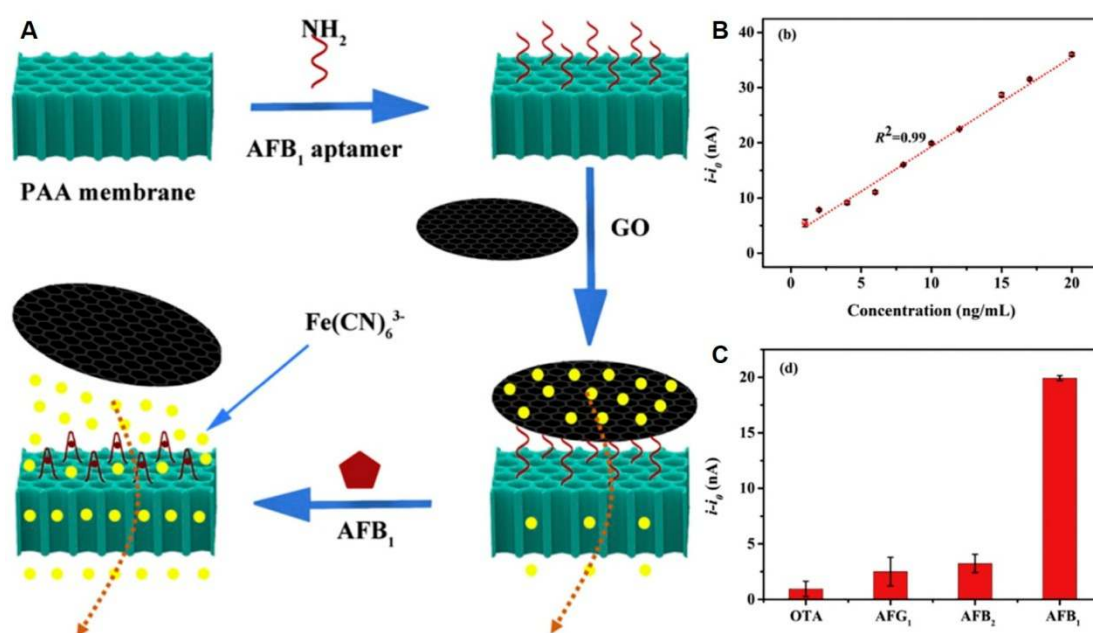 A
NH2
AFB1 aptamer
PAA membrane
GO
Fe(CN)6 3-
AFB1
B
(b)
R2=0.99
i-i0 (nA)
40
30
20
10
0
0
5
10
15
20
Concentration (ng/mL)
C
(d)
i-i0 (nA)
20
15
10
5
0
OTA
AFG1
AFB2
AFB1